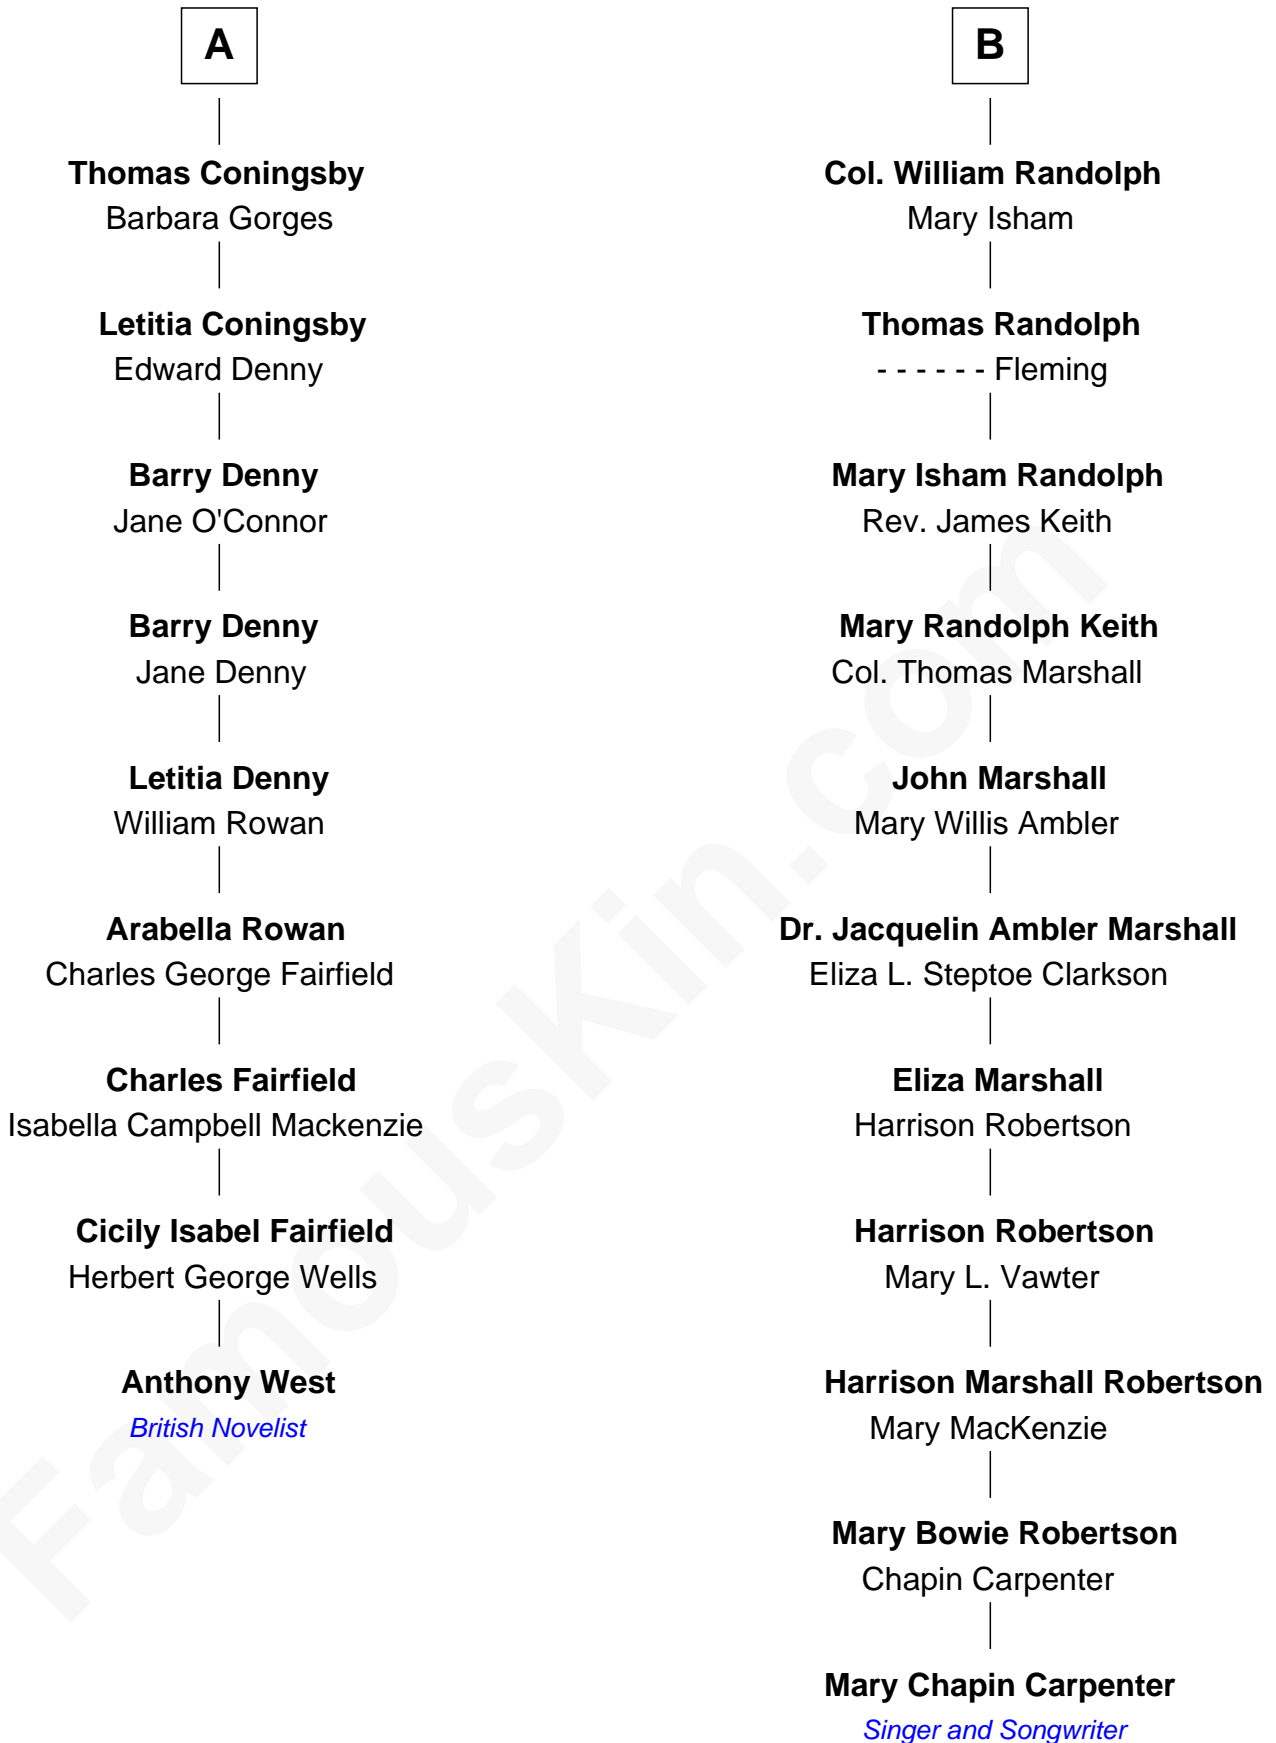 A
Thomas Coningsby
Barbara Gorges
Letitia Coningsby
Edward Denny
Barry Denny
Jane O'Connor
Barry Denny
Jane Denny
Letitia Denny
William Rowan
Arabella Rowan
Charles George Fairfield
Charles Fairfield
Isabella Campbell Mackenzie
Cicily Isabel Fairfield
Herbert George Wells
Anthony West
British Novelist
B
Col. William Randolph
Mary Isham
Thomas Randolph
- - - - - - Fleming
Mary Isham Randolph
Rev. James Keith
Mary Randolph Keith
Col. Thomas Marshall
John Marshall
Mary Willis Ambler
Dr. Jacquelin Ambler Marshall
Eliza L. Steptoe Clarkson
Eliza Marshall
Harrison Robertson
Harrison Robertson
Mary L. Vawter
Harrison Marshall Robertson
Mary MacKenzie
Mary Bowie Robertson
Chapin Carpenter
Mary Chapin Carpenter
Singer and Songwriter
FamousKin.com